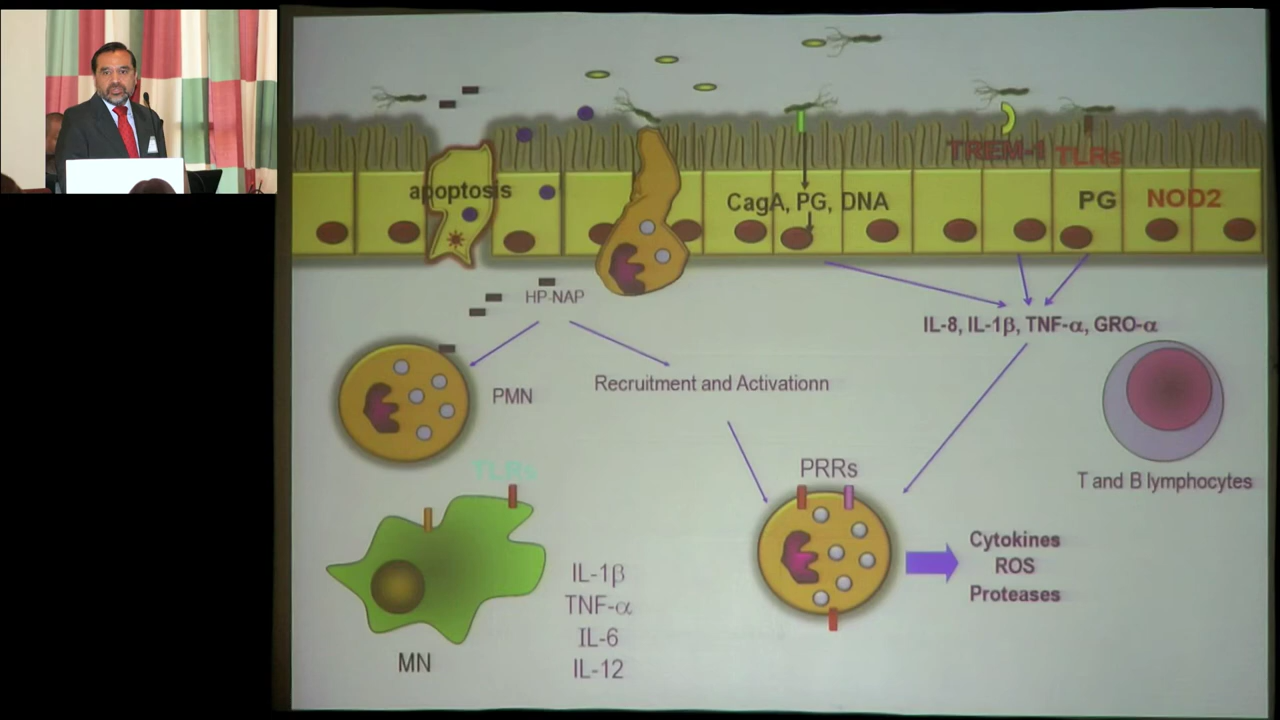 TREM-1 TLRs
apoptosis
CagA, PG, DNA
PG
NOD2
HP-NAP
IL-8, IL-1β, TNF-α, GRO-α
PMN
Recruitment and Activationn
TLRs
PRRs
T and B lymphocytes
Cytokines
ROS
Proteases
IL-1β
TNF-α
IL-6
IL-12
MN